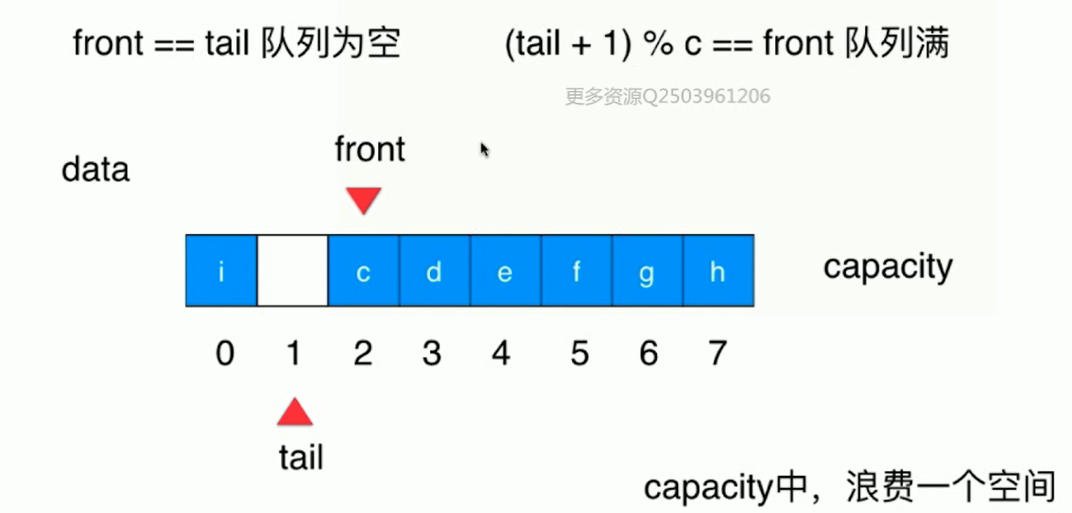 front == tail 队列为空 (tail + 1) % c == front 队列满
更多资源Q2503961206
front
data
i c d e f g h
capacity
0 1 2 3 4 5 6 7
tail
capacity中，浪费一个空间